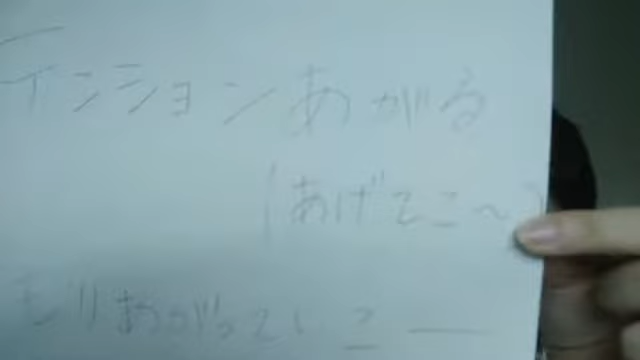 テンションあがる
(あげてこ〜)
もりあがっていこー